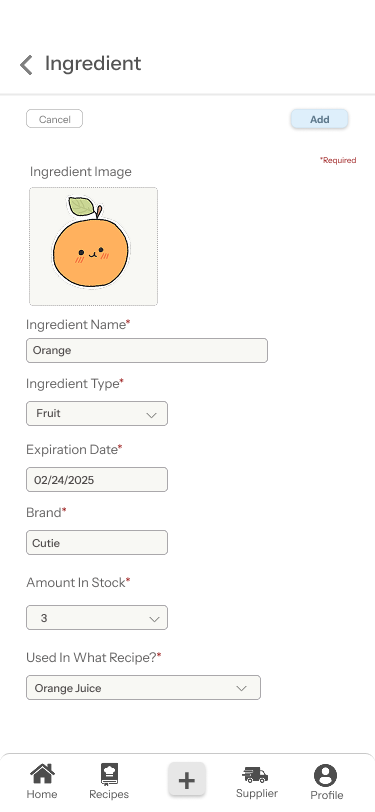 Ingredient
Cancel
Add
*Required
Ingredient Image
Ingredient Name*
Orange
Ingredient Type*
Fruit
Expiration Date*
02/24/2025
Brand*
Cutie
Amount In Stock*
3
Used In What Recipe?*
Orange Juice
Home
Recipes
Supplier
Profile